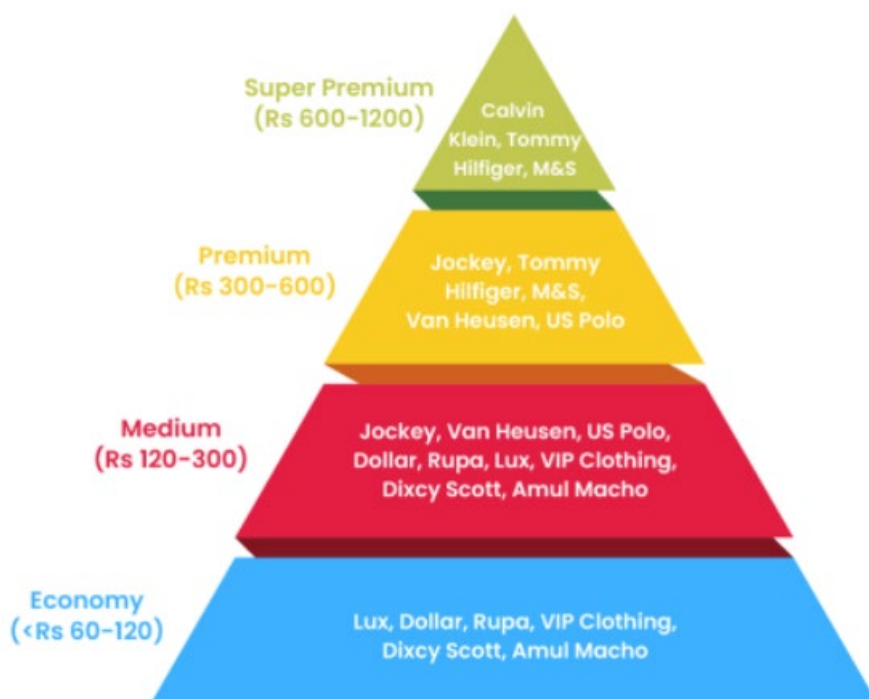 Super Premium
(Rs 600-1200)
Calvin
Klein, Tommy
Hilfiger, M&S
Premium
(Rs 300-600)
Jockey, Tommy
Hilfiger, M&S,
Van Heusen, US Polo
Medium
(Rs 120-300)
Jockey, Van Heusen, US Polo,
Dollar, Rupa, Lux, VIP Clothing,
Dixcy Scott, Amul Macho
Economy
(<Rs 60-120)
Lux, Dollar, Rupa, VIP Clothing,
Dixcy Scott, Amul Macho